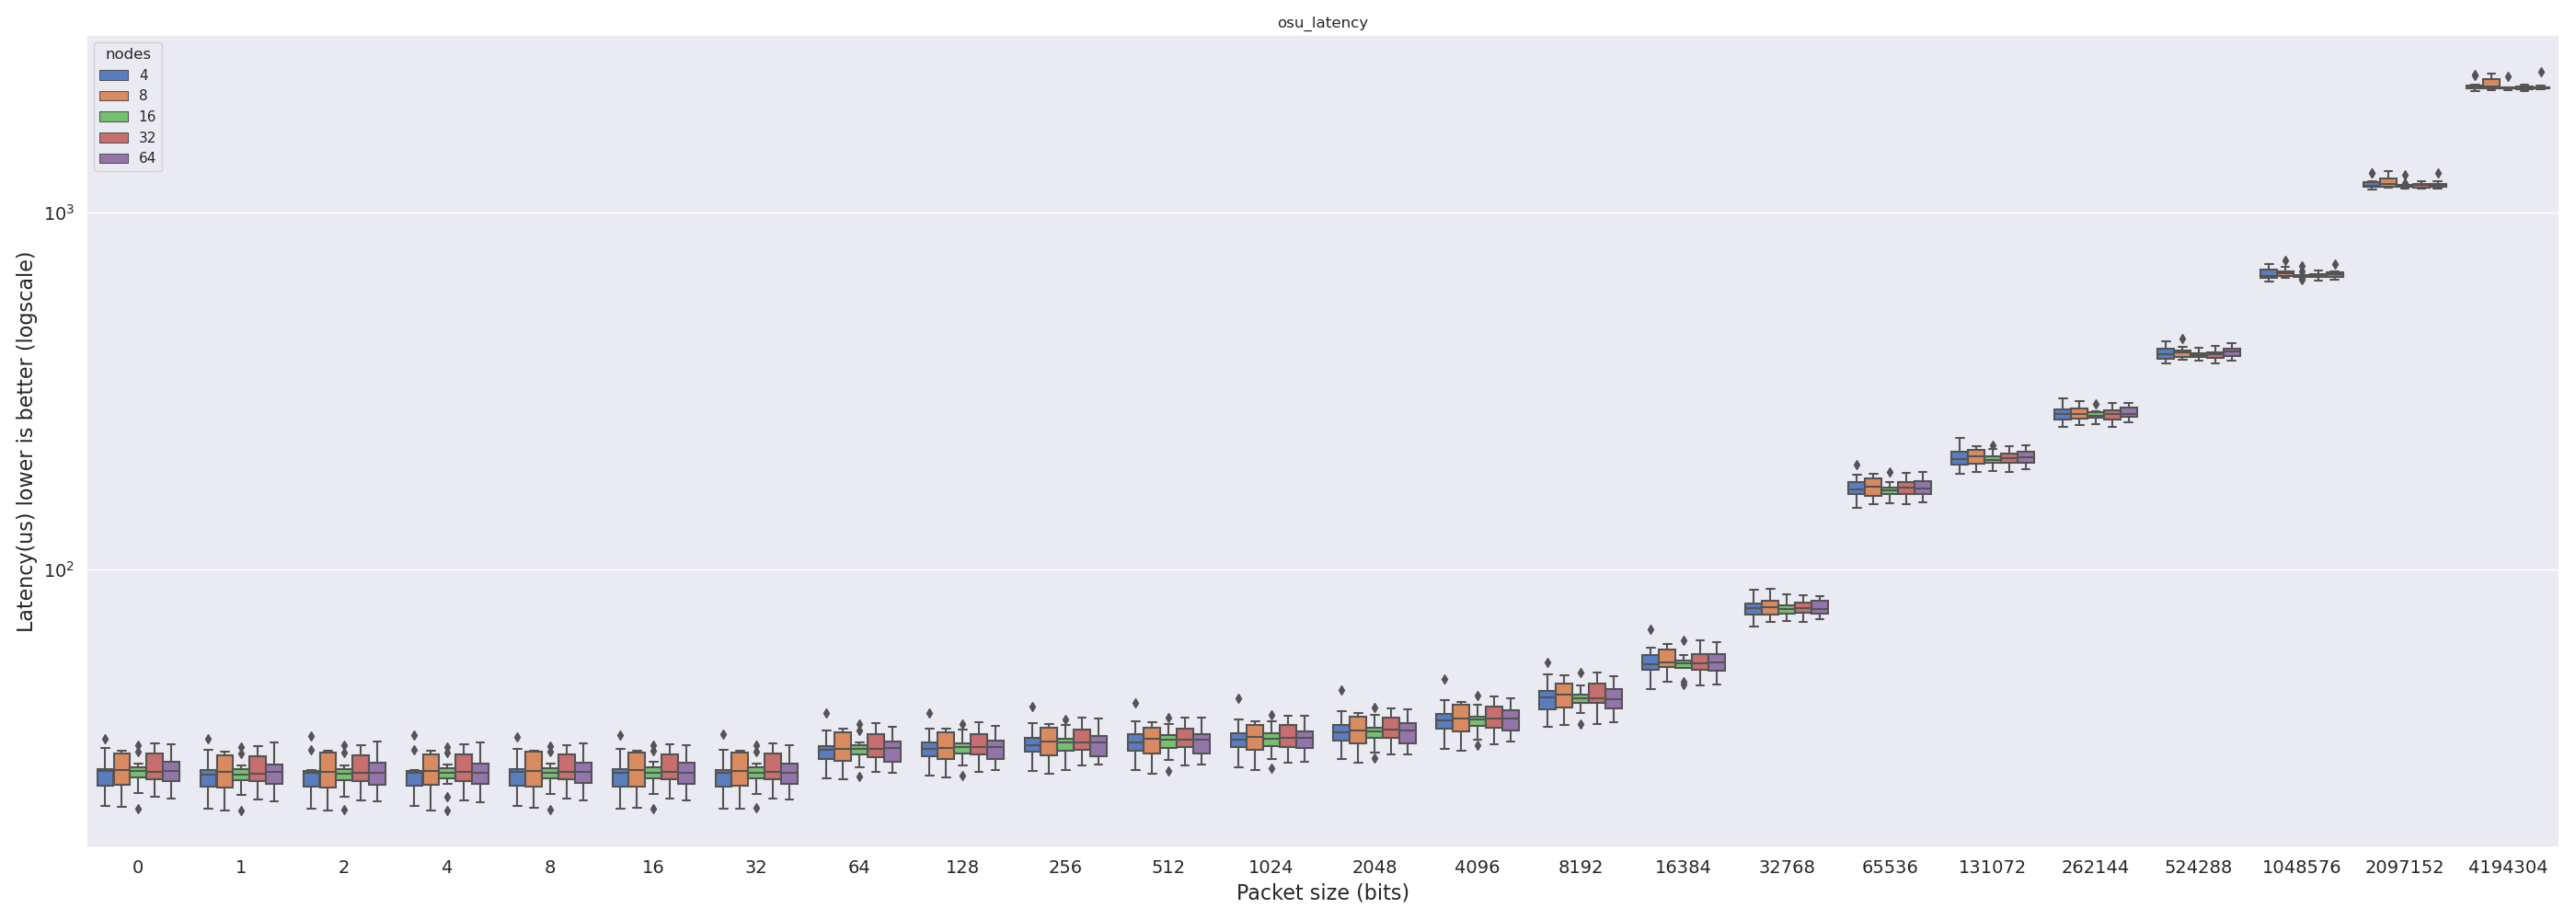 osu_latency
nodes
4
8
16
32
64
10³
10²
Latency(us) lower is better (logscale)
0 1 2 4 8 16 32 64 128 256 512 1024 2048 4096 8192 16384 32768 65536 131072 262144 524288 1048576 2097152 4194304
Packet size (bits)